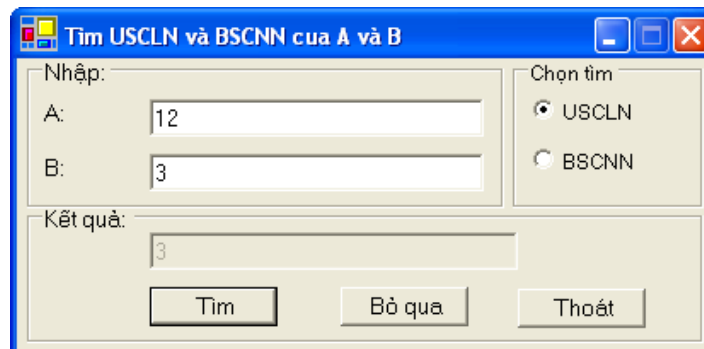 Tìm USCLN và BSCNN cua A và B
Nhập:
A:
12
B:
3
Chọn tìm
USCLN
BSCNN
Kết quả:
3
Tìm
Bỏ qua
Thoát